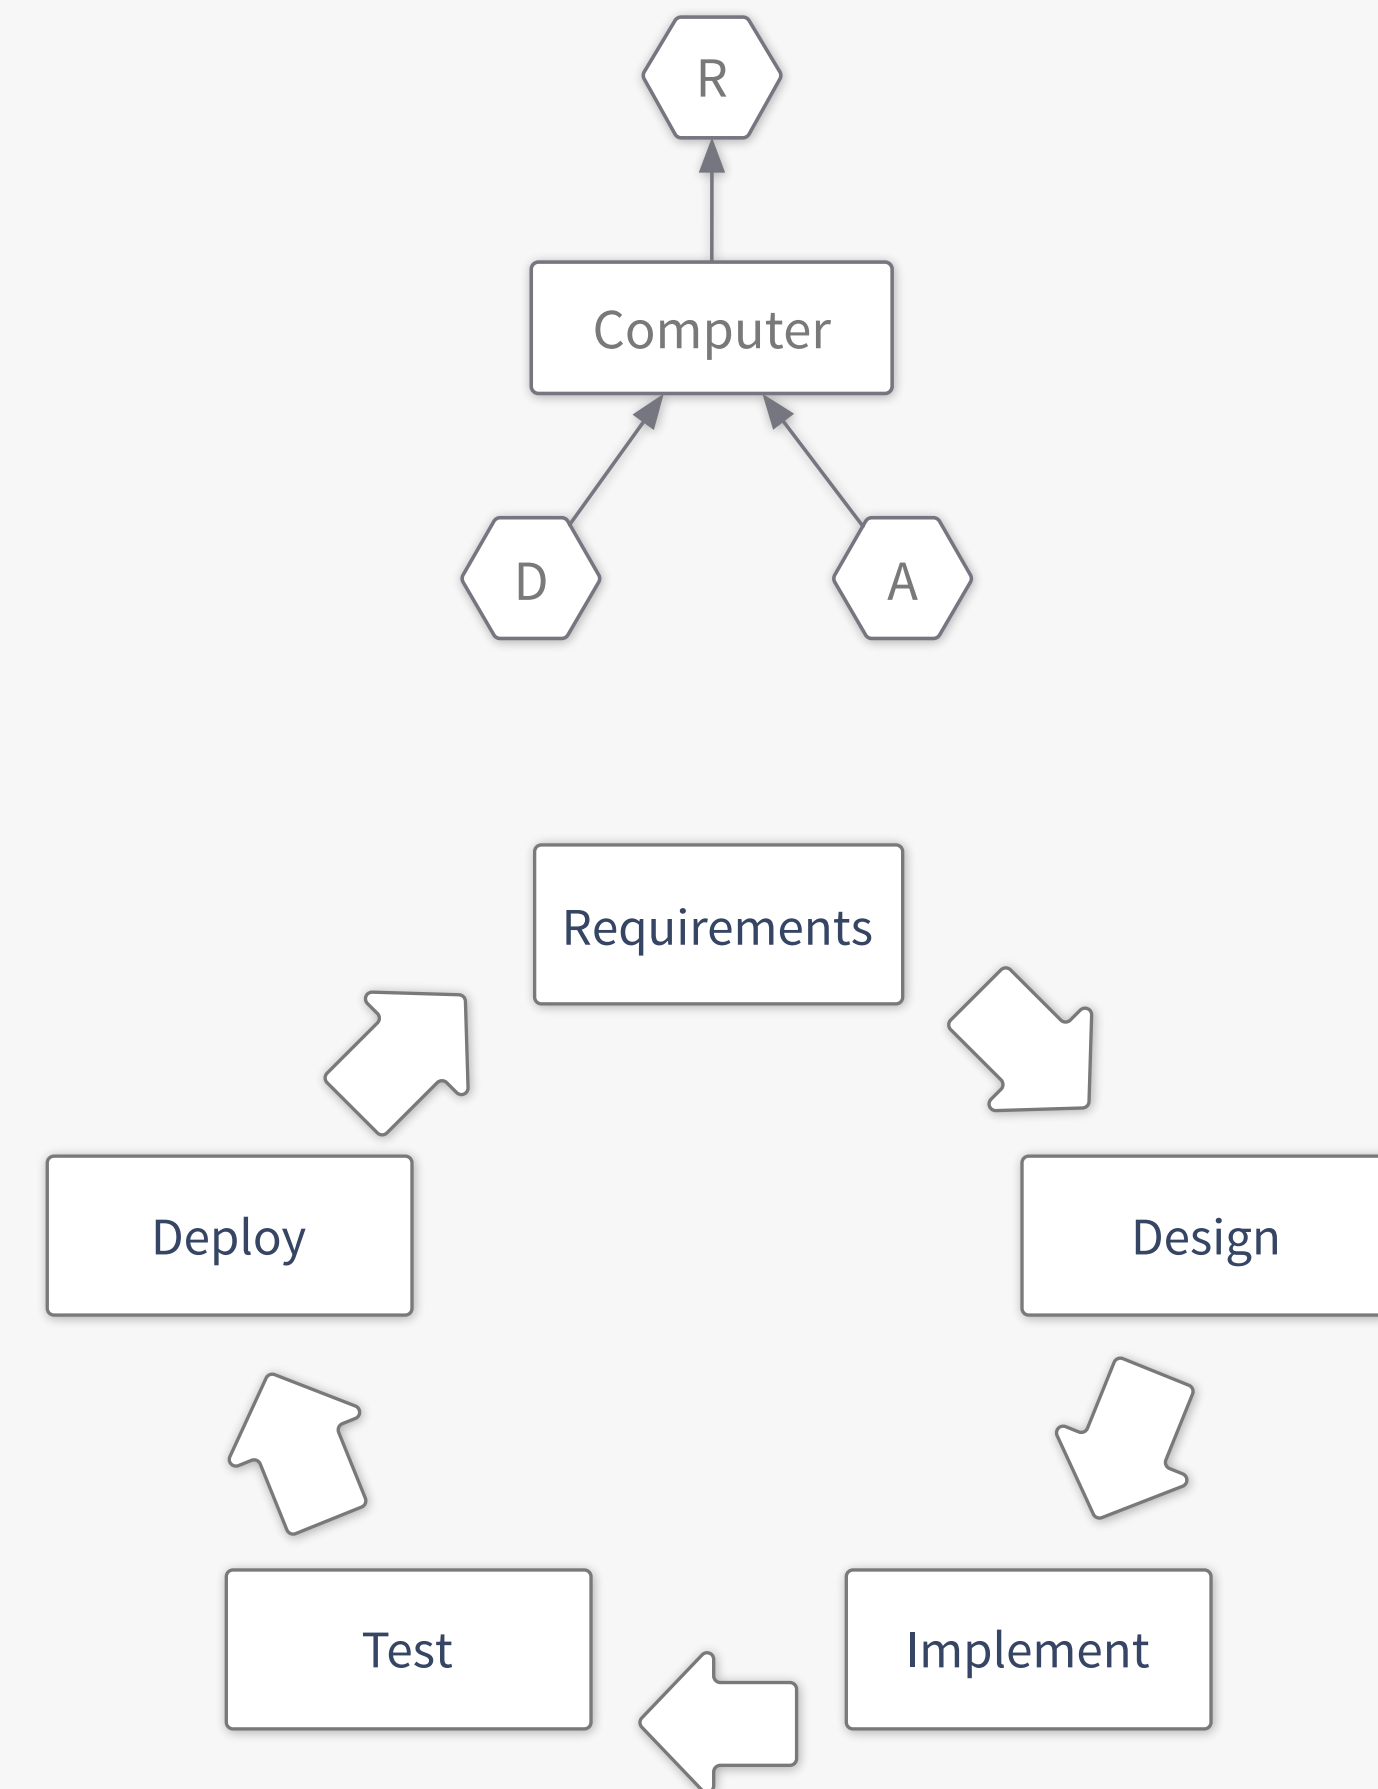 R
Computer
D
A
Requirements
Deploy
Design
Test
Implement